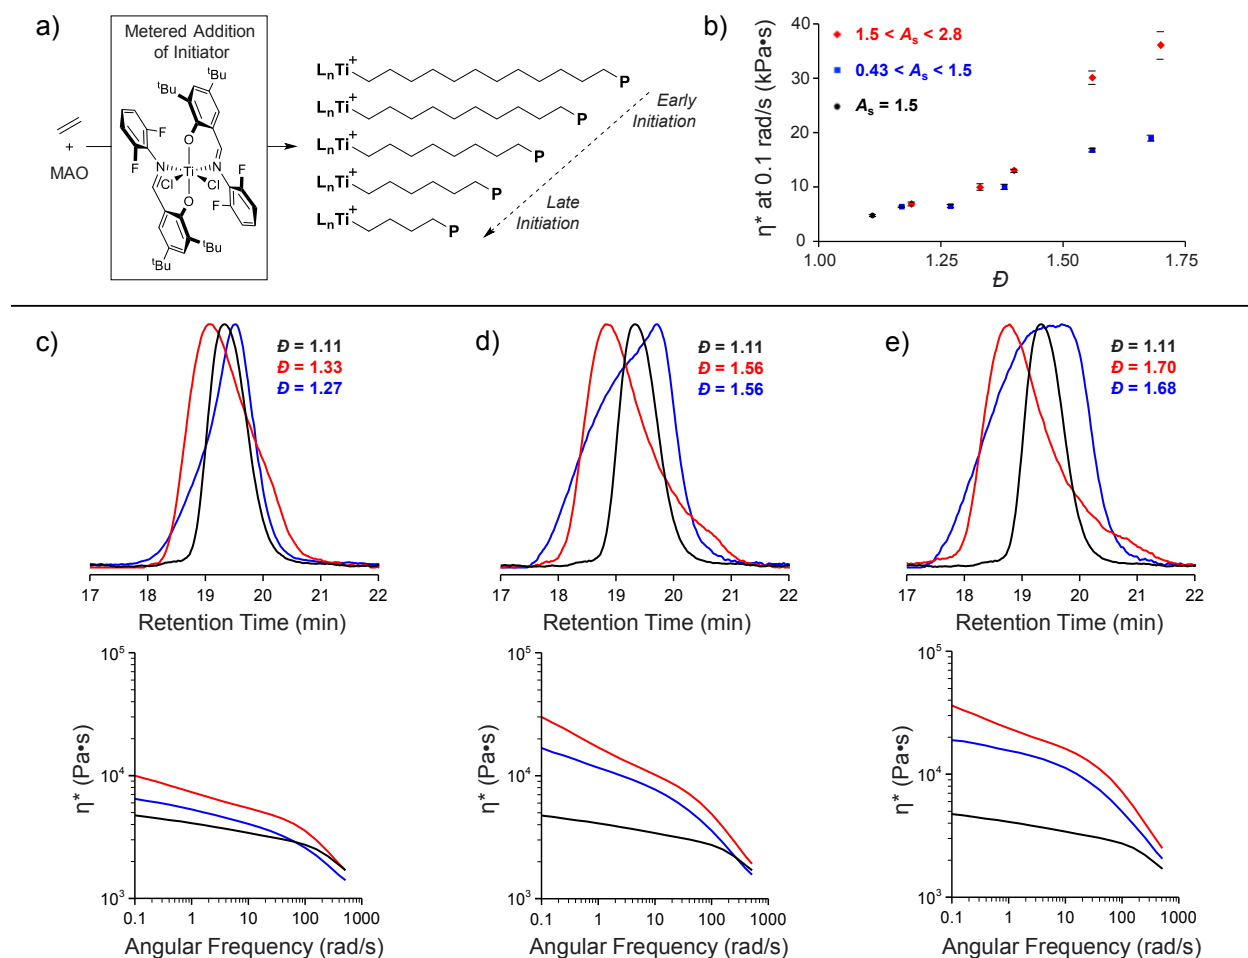 a)
Metered Addition
of Initiator
tBu
tBu
F
F
O
N
Ti
N
Cl
Cl
O
F
F
tBu
tBu
+
MAO
LnTi+
P
LnTi+
P
LnTi+
P
LnTi+
P
LnTi+
P
Early
Initiation
Late
Initiation
b)
η* at 0.1 rad/s (kPa•s)
40
30
20
10
0
1.5 < As < 2.8
0.43 < As < 1.5
As = 1.5
1.00
1.25
1.50
1.75
Đ
c)
Đ = 1.11
Đ = 1.33
Đ = 1.27
17
18
19
20
21
22
Retention Time (min)
d)
Đ = 1.11
Đ = 1.56
Đ = 1.56
17
18
19
20
21
22
Retention Time (min)
e)
Đ = 1.11
Đ = 1.70
Đ = 1.68
17
18
19
20
21
22
Retention Time (min)
η* (Pa•s)
10^5
10^4
10^3
0.1
1
10
100
1000
Angular Frequency (rad/s)
η* (Pa•s)
10^5
10^4
10^3
0.1
1
10
100
1000
Angular Frequency (rad/s)
η* (Pa•s)
10^5
10^4
10^3
0.1
1
10
100
1000
Angular Frequency (rad/s)